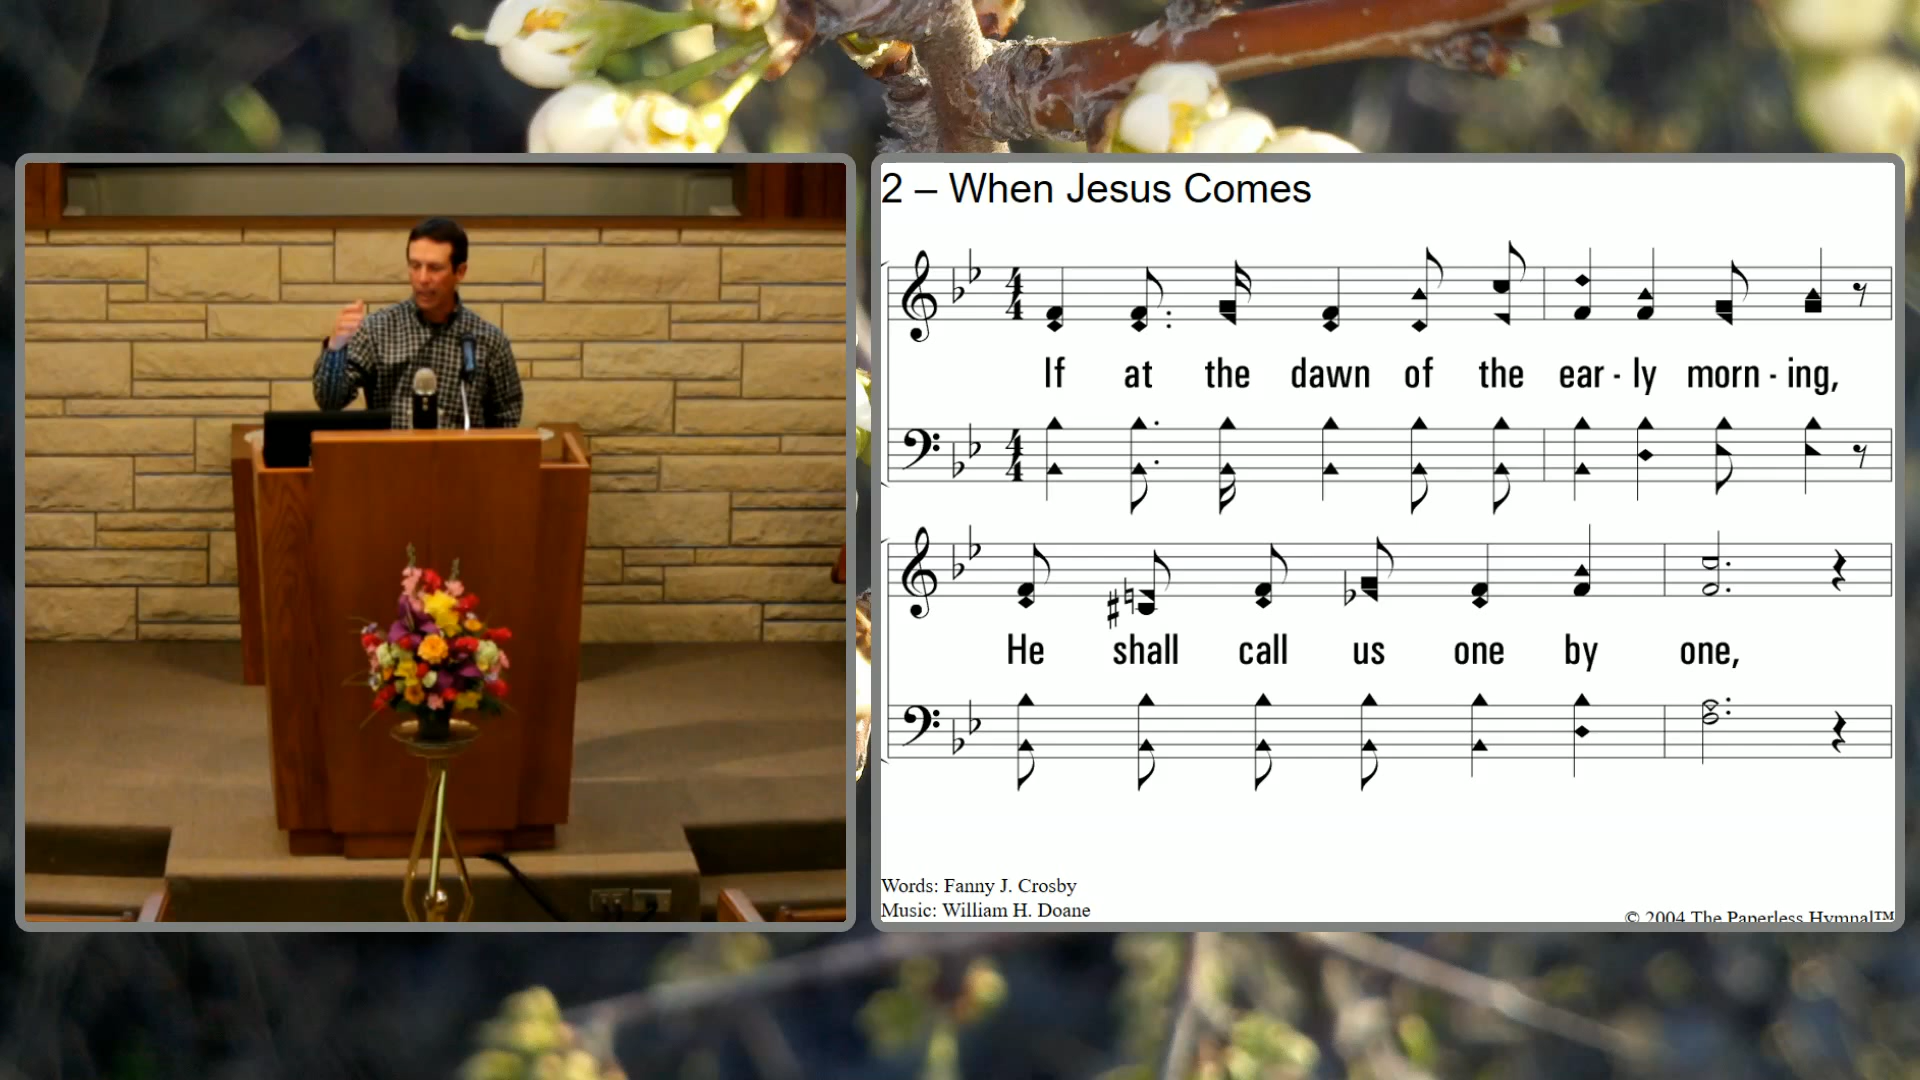 2 – When Jesus Comes
If at the dawn of the ear - ly morn - ing,
He shall call us one by one,
Words: Fanny J. Crosby
Music: William H. Doane
© 2004 The Paperless Hymnal™